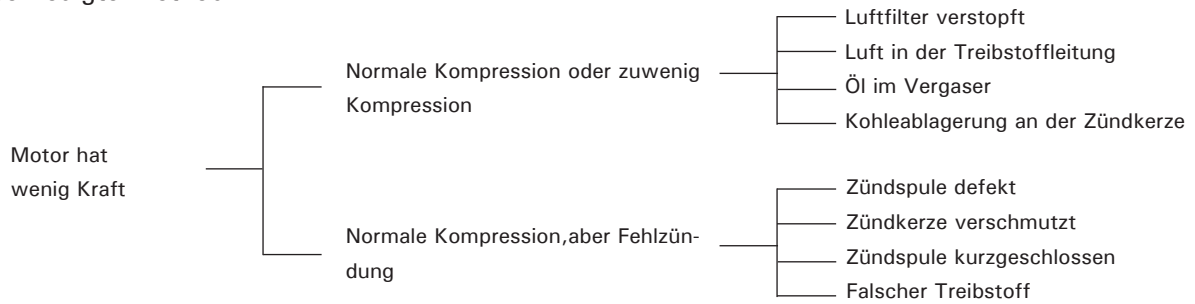 Motor hat
wenig Kraft
Normale Kompression oder zuwenig
Kompression
Luftfilter verstopft
Luft in der Treibstoffleitung
Öl im Vergaser
Kohleablagerung an der Zündkerze
Normale Kompression,aber Fehlzün-
dung
Zündspule defekt
Zündkerze verschmutzt
Zündspule kurzgeschlossen
Falscher Treibstoff